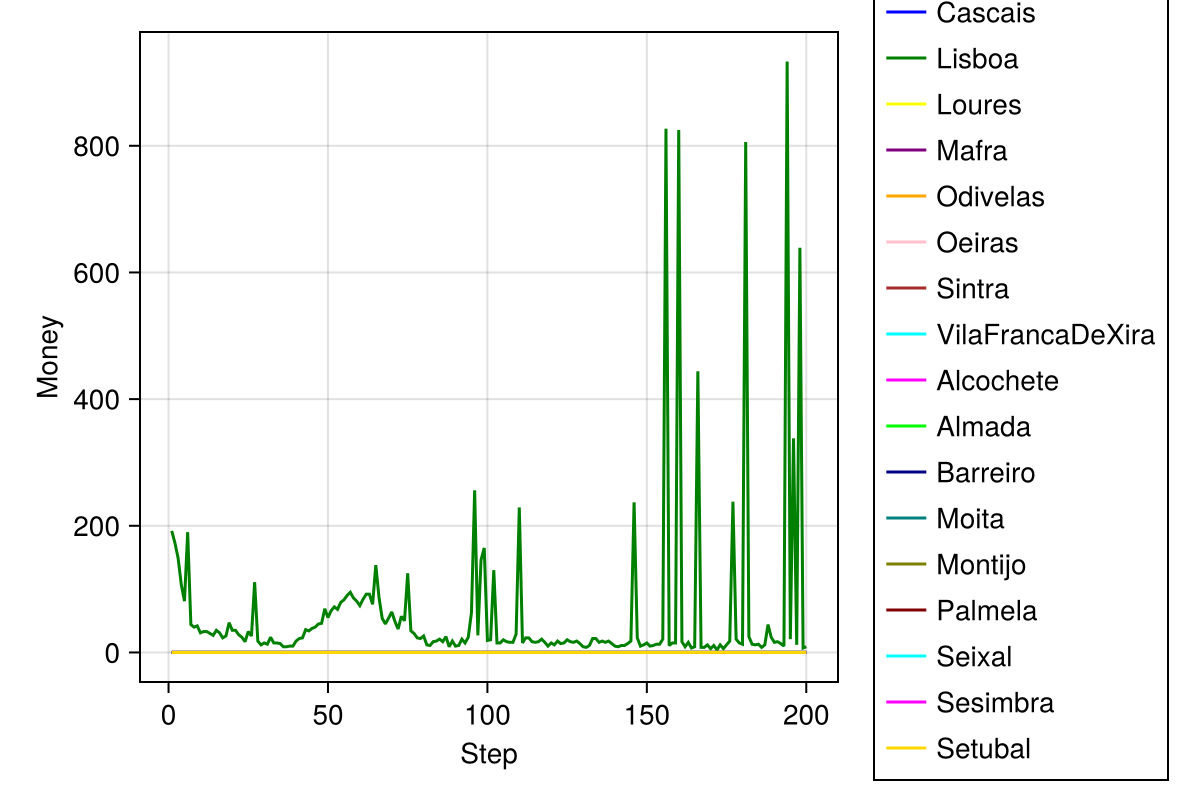 Money
800
600
400
200
0
0 50 100 150 200
Step
Cascais
Lisboa
Loures
Mafra
Odivelas
Oeiras
Sintra
VilaFrancaDeXira
Alcochete
Almada
Barreiro
Moita
Montijo
Palmela
Seixal
Sesimbra
Setubal